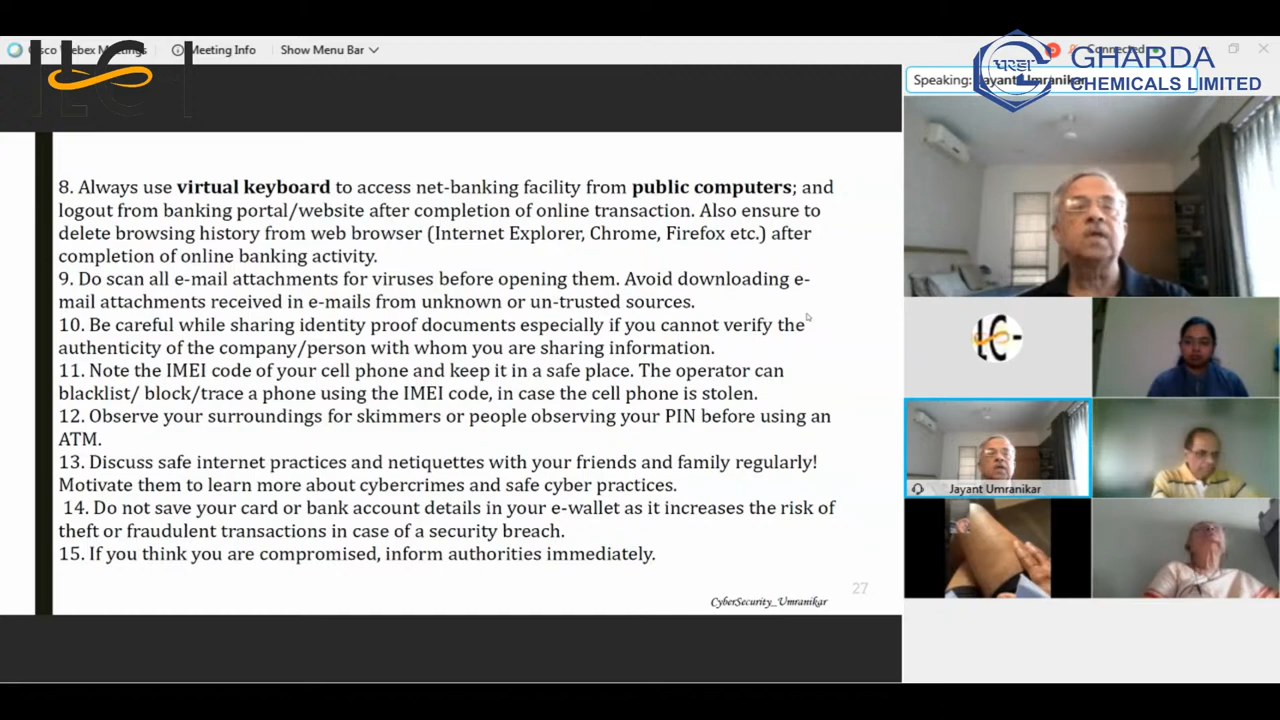 Cisco Webex Meetings
Meeting Info
Show Menu Bar
Connected
ILC I
घरडा
GHARDA
CHEMICALS LIMITED
Speaking: Jayant Umranikar
8. Always use virtual keyboard to access net-banking facility from public computers; and
logout from banking portal/website after completion of online transaction. Also ensure to
delete browsing history from web browser (Internet Explorer, Chrome, Firefox etc.) after
completion of online banking activity.
9. Do scan all e-mail attachments for viruses before opening them. Avoid downloading e-
mail attachments received in e-mails from unknown or un-trusted sources.
10. Be careful while sharing identity proof documents especially if you cannot verify the
authenticity of the company/person with whom you are sharing information.
11. Note the IMEI code of your cell phone and keep it in a safe place. The operator can
blacklist/ block/trace a phone using the IMEI code, in case the cell phone is stolen.
12. Observe your surroundings for skimmers or people observing your PIN before using an
ATM.
13. Discuss safe internet practices and netiquettes with your friends and family regularly!
Motivate them to learn more about cybercrimes and safe cyber practices.
14. Do not save your card or bank account details in your e-wallet as it increases the risk of
theft or fraudulent transactions in case of a security breach.
15. If you think you are compromised, inform authorities immediately.
27
CyberSecurity_Umranikar
Jayant Umranikar